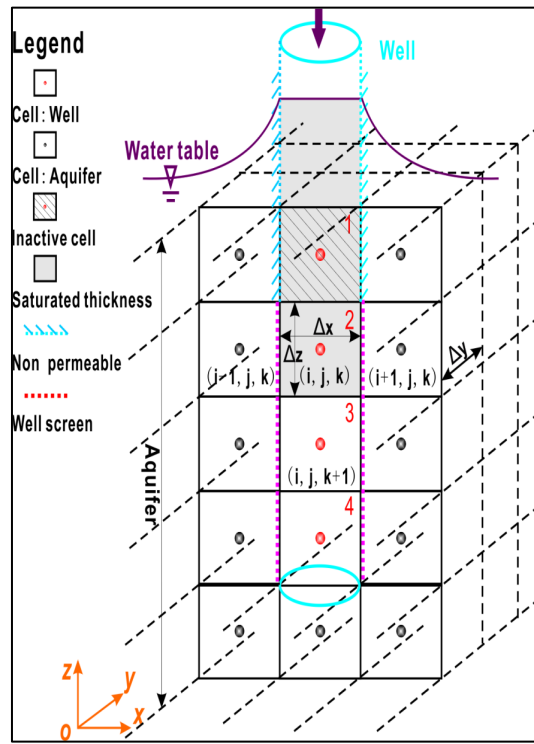 Legend
Cell: Well
Cell: Aquifer
Inactive cell
Saturated thickness
Non permeable
Well screen
Well
Water table
1
2
Δx
Δz
Δy
(i-1, j, k)
(i, j, k)
(i+1, j, k)
3
(i, j, k+1)
4
Aquifer
z
y
x
o